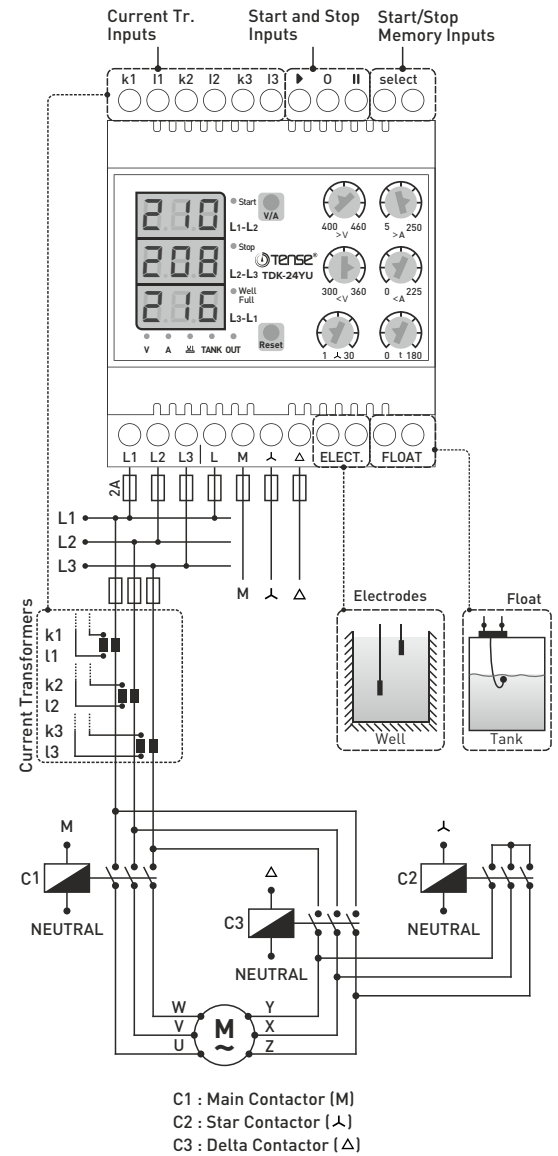 Current Tr.
Inputs
Start and Stop
Inputs
Start/Stop
Memory Inputs
k1 l1 k2 l2 k3 l3 O II select
210
208
216
Start
V/A
L1-L2
Stop
L2-L3
Well
Full
L3-L1
TENSE®
TDK-24YU
Reset
V A TANK OUT
400 460
>V
5 250
>A
300 360
<V
0 225
<A
1 30
0 t 180
L1 L2 L3 L M ELECT. FLOAT
2A
L1
L2
L3
M
Electrodes
Well
Float
Tank
Current Transformers
k1
l1
k2
l2
k3
l3
M
C1
NEUTRAL
C3
NEUTRAL
C2
NEUTRAL
W
V
U
M
~
Y
X
Z
C1 : Main Contactor (M)
C2 : Star Contactor (⅄)
C3 : Delta Contactor (△)